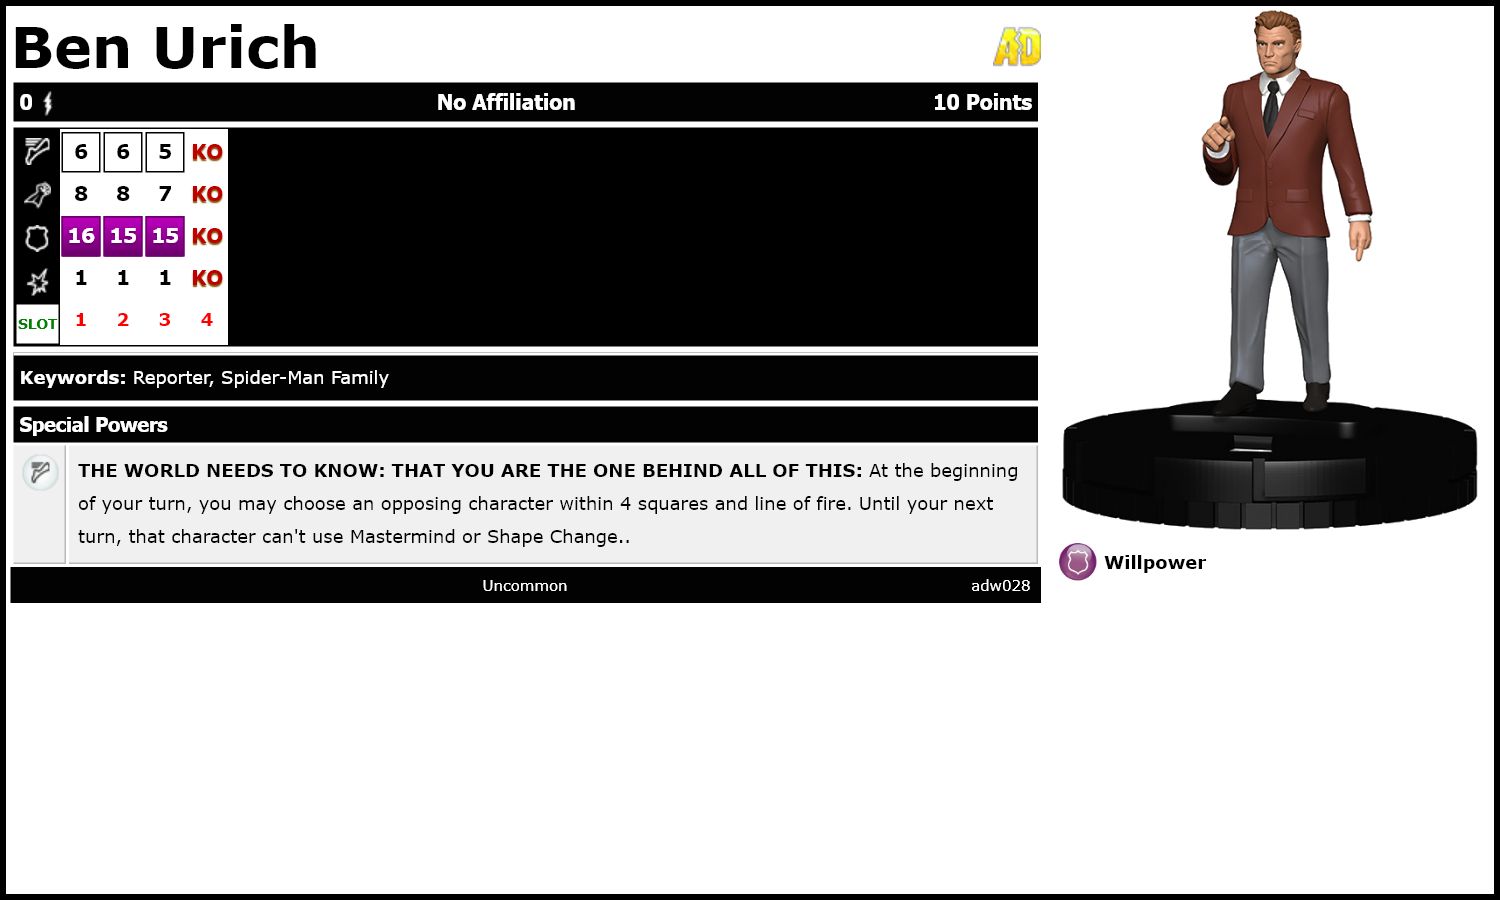 Ben Urich
AD
0 No Affiliation 10 Points
6 6 5 KO
8 8 7 KO
16 15 15 KO
1 1 1 KO
SLOT 1 2 3 4
Keywords: Reporter, Spider-Man Family
Special Powers
THE WORLD NEEDS TO KNOW: THAT YOU ARE THE ONE BEHIND ALL OF THIS: At the beginning
of your turn, you may choose an opposing character within 4 squares and line of fire. Until your next
turn, that character can't use Mastermind or Shape Change..
Uncommon adw028
Willpower